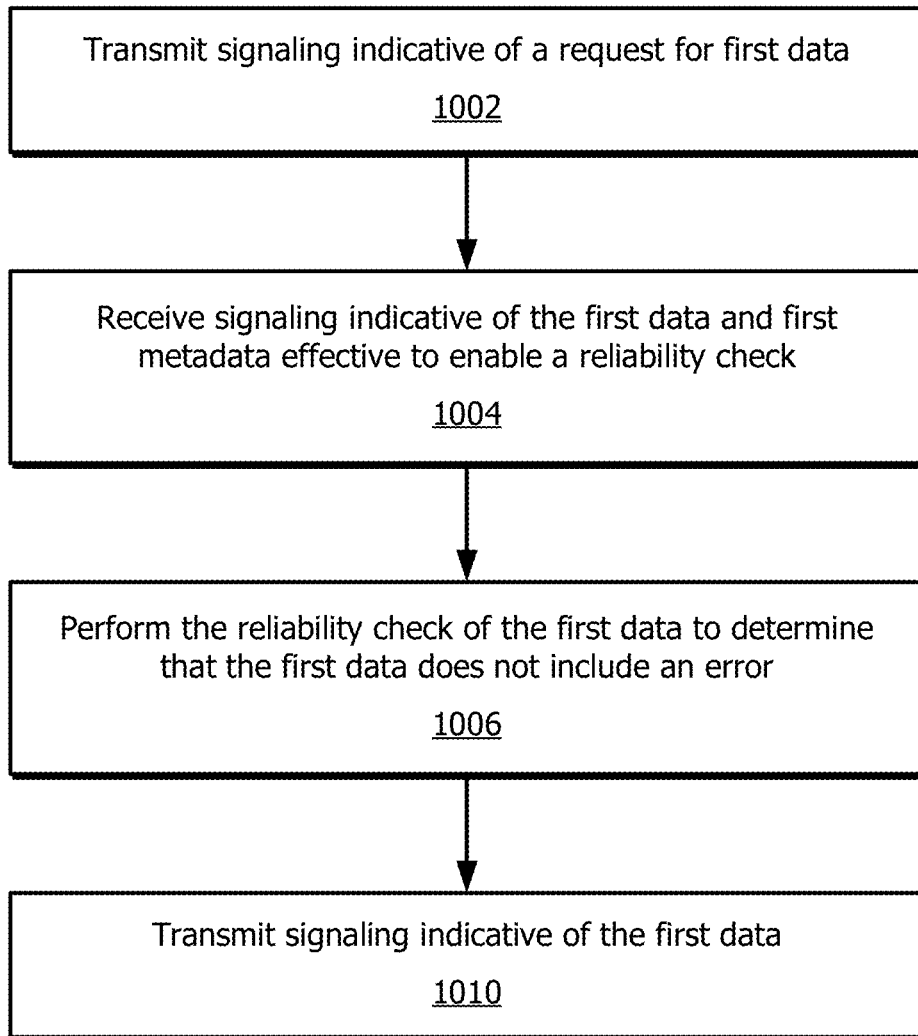 Transmit signaling indicative of a request for first data
1002
Receive signaling indicative of the first data and first
metadata effective to enable a reliability check
1004
Perform the reliability check of the first data to determine
that the first data does not include an error
1006
Transmit signaling indicative of the first data
1010